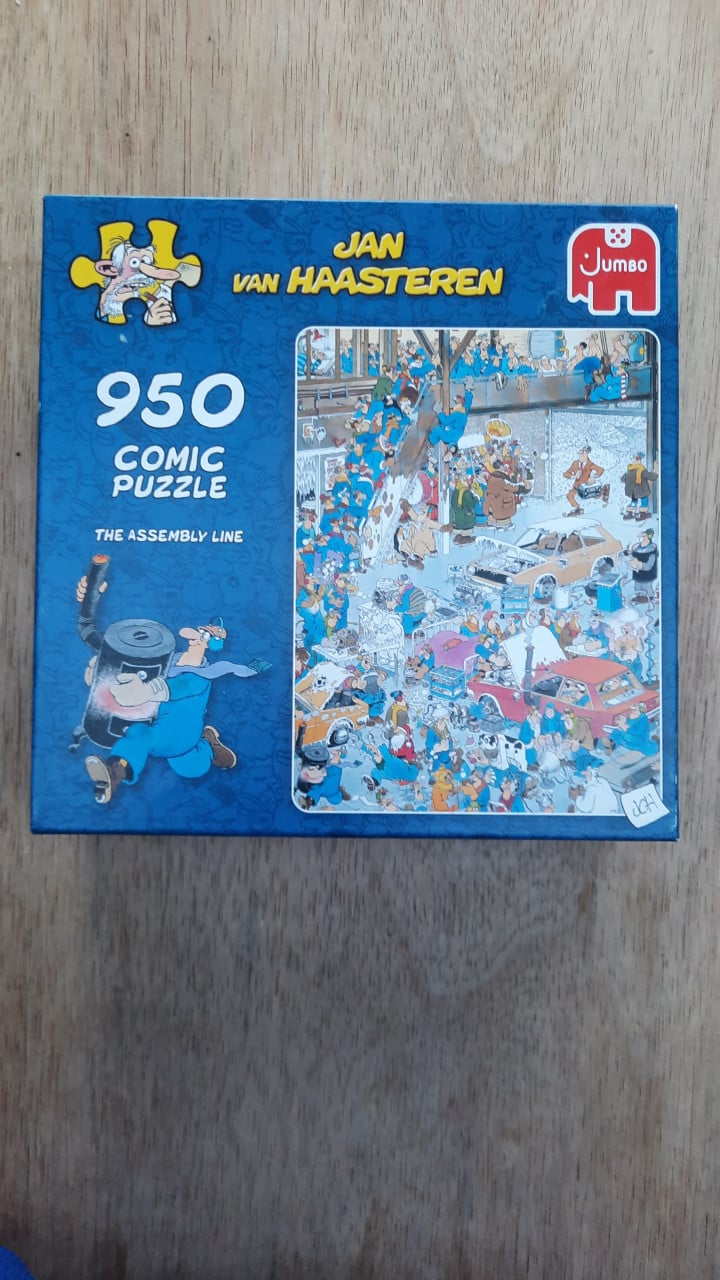 JAN
VAN HAASTEREN
JUMBO
950
COMIC
PUZZLE
THE ASSEMBLY LINE